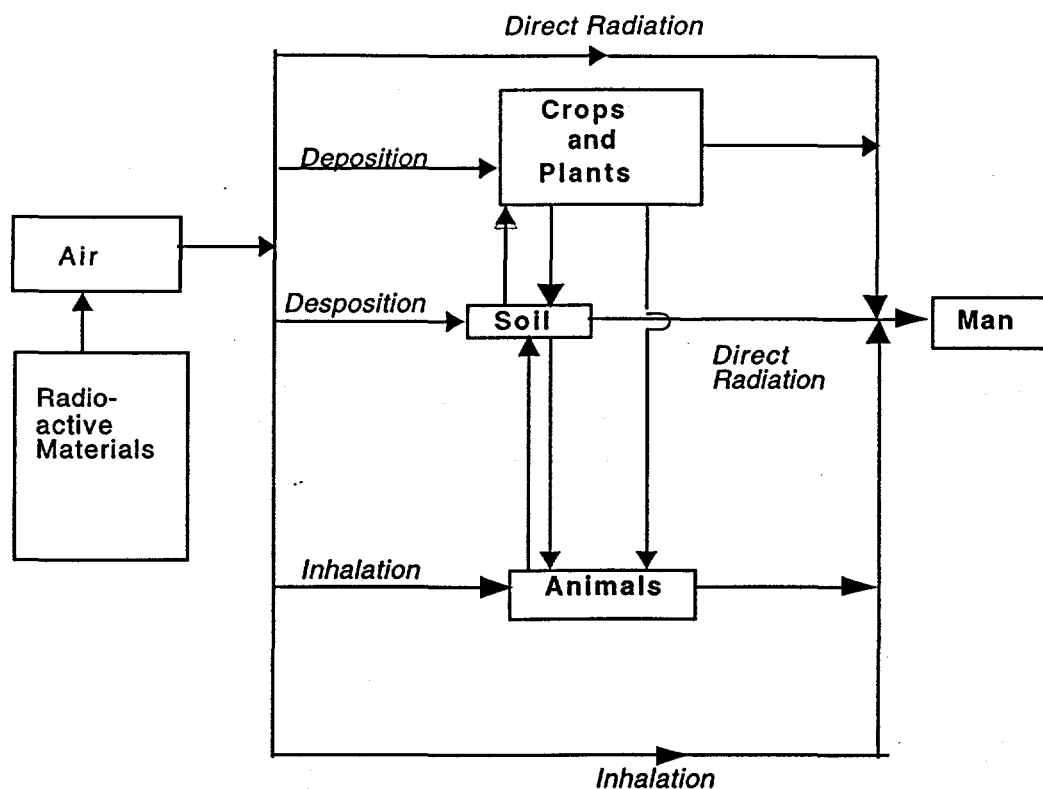 Direct Radiation
Crops
and
Plants
Deposition
Air
Desposition
Soil
Man
Direct
Radiation
Radio-
active
Materials
Inhalation
Animals
Inhalation